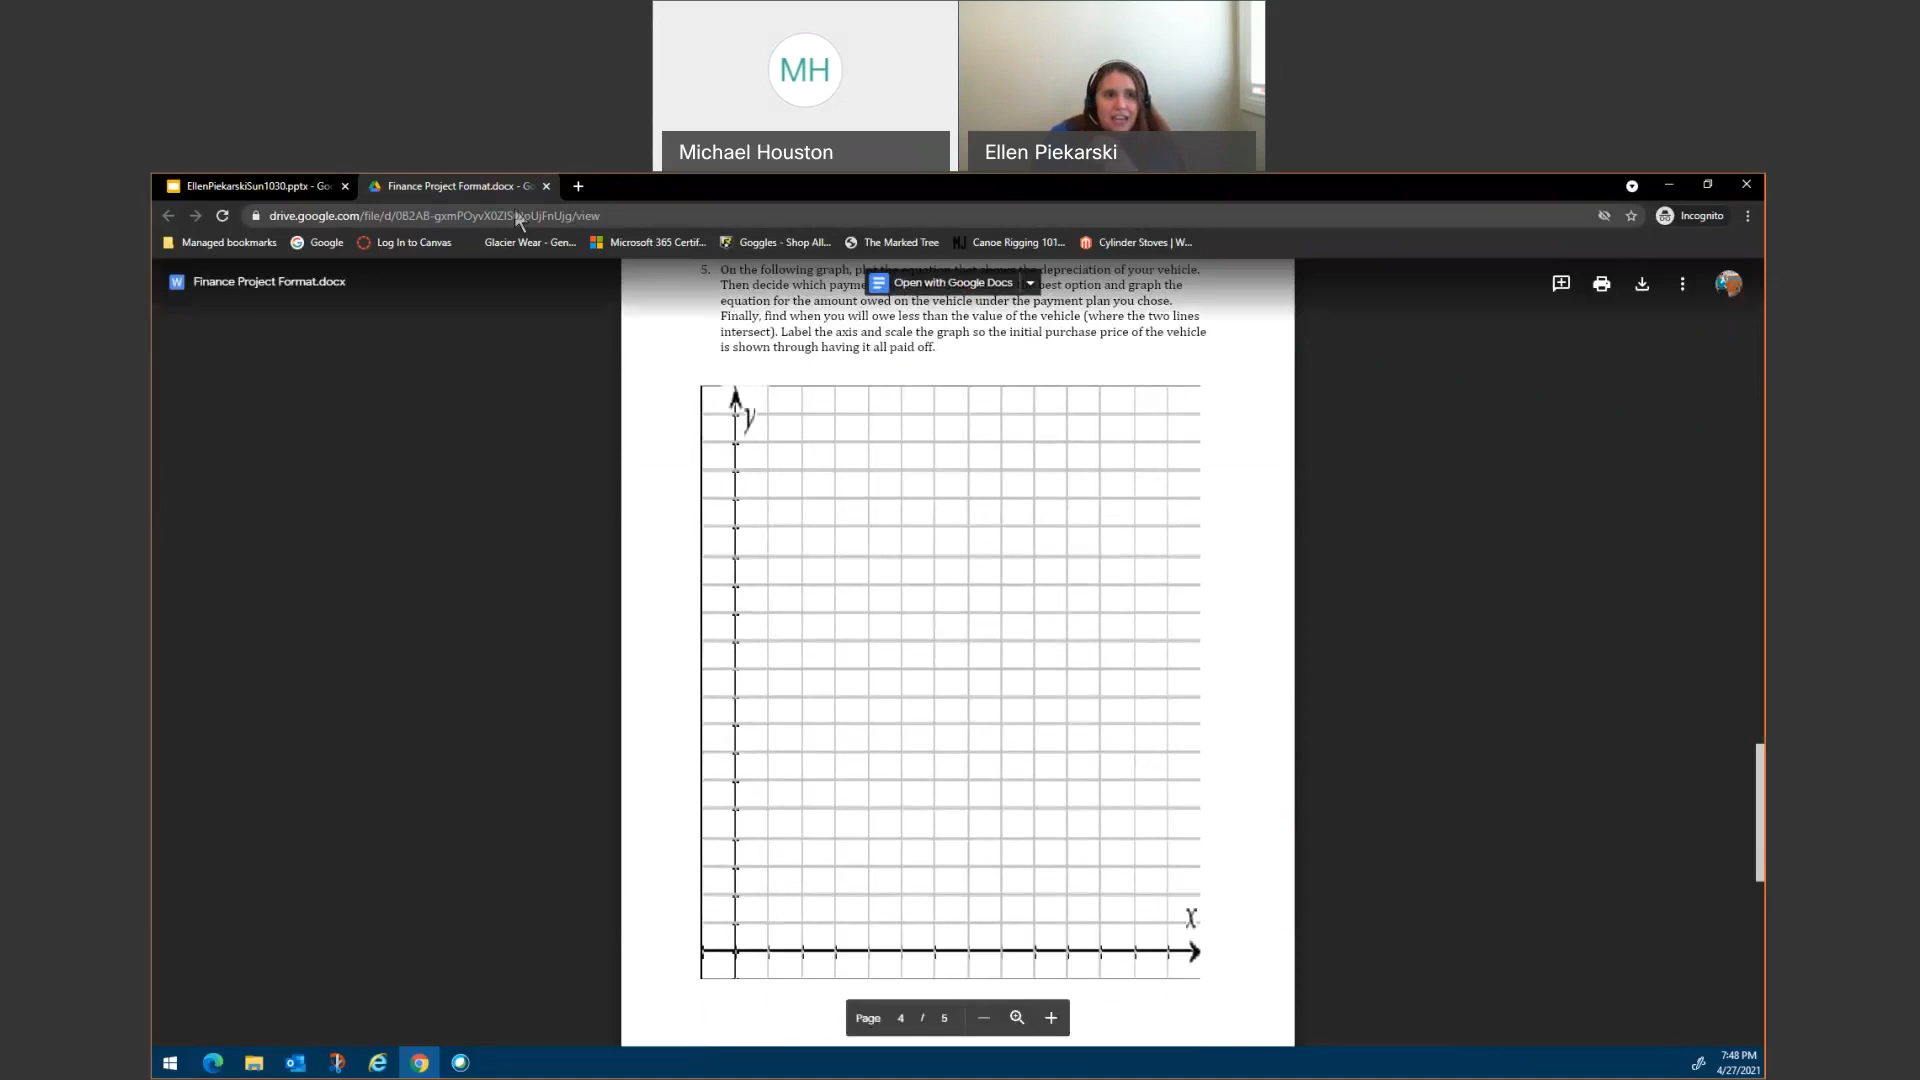 MH
Michael Houston
Ellen Piekarski
EllenPiekarskiSun1030.pptx - Goo
Finance Project Format.docx - Go
drive.google.com/file/d/0B2AB-gxmPOyvX0ZIS
UjFnUjg/view
Incognito
Managed bookmarks
Google
Log In to Canvas
Glacier Wear - Gen...
Microsoft 365 Certif...
Goggles - Shop All...
The Marked Tree
Canoe Rigging 101...
Cylinder Stoves | W...
Finance Project Format.docx
Open with Google Docs
5. On the following graph, plot the equation that shows the depreciation of your vehicle.
Then decide which payme best option and graph the
equation for the amount owed on the vehicle under the payment plan you chose.
Finally, find when you will owe less than the value of the vehicle (where the two lines
intersect). Label the axis and scale the graph so the initial purchase price of the vehicle
is shown through having it all paid off.
y
x
Page 4 / 5
7:48 PM
4/27/2021